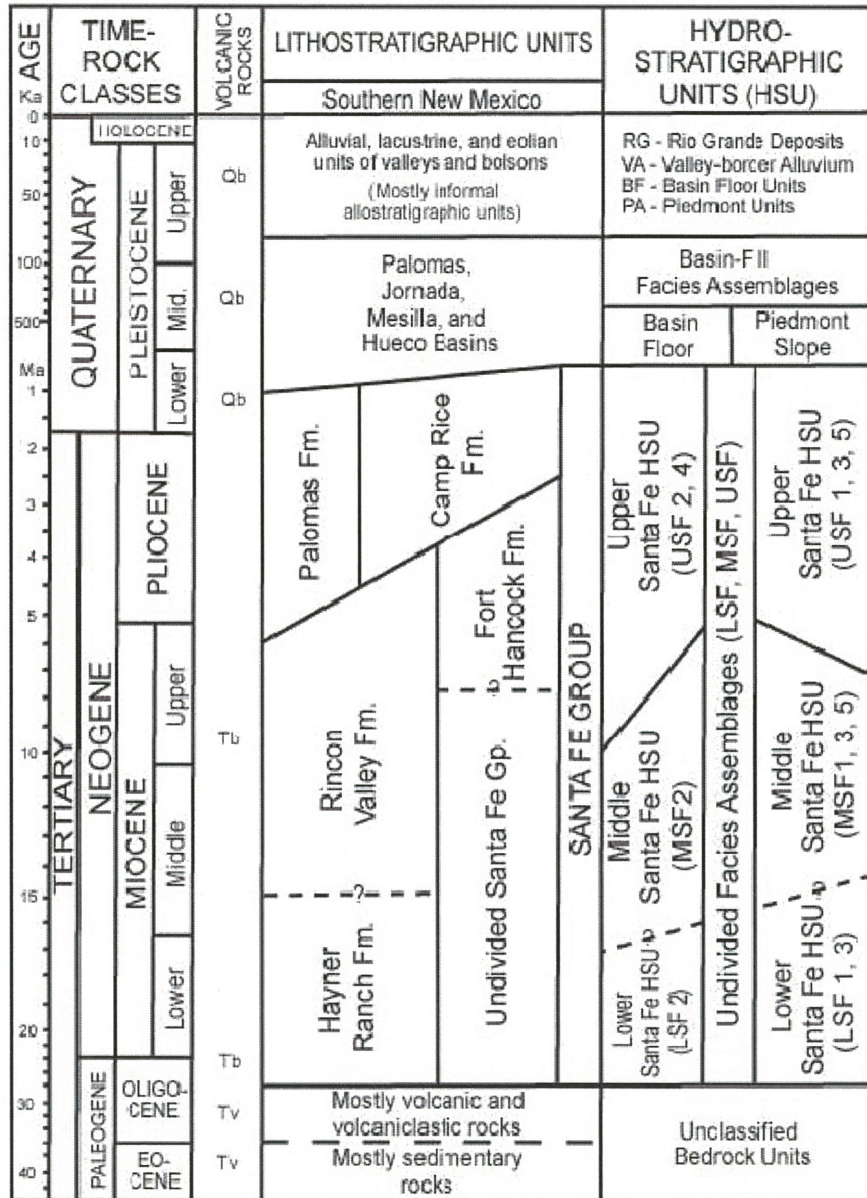 AGE
Ka
TIME-
ROCK
CLASSES
VOLCANIC
ROCKS
LITHOSTRATIGRAPHIC UNITS
Southern New Mexico
HYDRO-
STRATIGRAPHIC
UNITS (HSU)
0
10
50
100
500
Ma
1
2
3
4
5
10
15
20
30
40
QUATERNARY
TERTIARY
NEOGENE
PALEOGENE
HOLOCENE
PLEISTOCENE
Upper
Mid.
Lower
PLIOCENE
MIOCENE
Upper
Middle
Lower
OLIGO-
CENE
EO-
CENE
Qb
Qb
Qb
Tb
Tb
Tv
Tv
Alluvial, lacustrine, and eolian
units of valleys and bolsons
(Mostly informal
allostratigraphic units)
Palomas,
Jornada,
Mesilla, and
Hueco Basins
Palomas Fm.
Camp Rice
Fm.
Fort
Hancock Fm.
?
Rincon
Valley Fm.
?
Hayner
Ranch Fm.
Undivided Santa Fe Gp.
SANTA FE GROUP
Mostly volcanic and
volcaniclastic rocks
Mostly sedimentary
rocks
RG - Rio Grande Deposits
VA - Valley-borcer Alluvium
BF - Basin Floor Units
PA - Piedmont Units
Basin-Fill
Facies Assemblages
Basin
Floor
Piedmont
Slope
Upper
Santa Fe HSU
(USF 2, 4)
Middle
Santa Fe HSU
(MSF2)
?
Lower
Santa Fe HSU
(LSF 2)
Undivided Facies Assemblages (LSF, MSF, USF)
Upper
Santa Fe HSU
(USF 1, 3, 5)
Middle
Santa Fe HSU
(MSF1, 3, 5)
?
Lower
Santa Fe HSU
(LSF 1, 3)
Unclassified
Bedrock Units